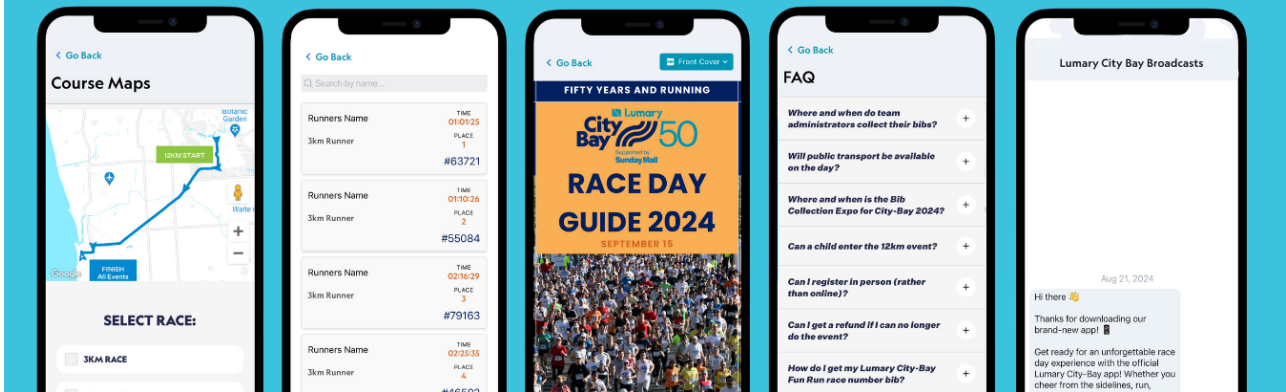 Go Back
Course Maps
Botanic
Garden
12KM START
Waite
+
−
Google
FINISH
All Events
SELECT RACE:
3KM RACE
Go Back
Search by name...
Runners Name
TIME
01:01:25
3km Runner
PLACE
1
#63721
Runners Name
TIME
01:10:26
3km Runner
PLACE
2
#55084
Runners Name
TIME
02:16:29
3km Runner
PLACE
3
#79163
Runners Name
TIME
02:25:35
3km Runner
PLACE
4
Go Back
Front Cover
FIFTY YEARS AND RUNNING
Lumary
City
Bay
50
Supported by
Sunday Mail
RACE DAY
GUIDE 2024
SEPTEMBER 15
Go Back
FAQ
Where and when do team
administrators collect their bibs?
+
Will public transport be available
on the day?
+
Where and when is the Bib
Collection Expo for City-Bay 2024?
+
Can a child enter the 12km event?
+
Can I register in person (rather
than online)?
+
Can I get a refund if I can no longer
do the event?
+
How do I get my Lumary City-Bay
Fun Run race number bib?
+
Lumary City Bay Broadcasts
Aug 21, 2024
Hi there 👋
Thanks for downloading our
brand-new app! 📱
Get ready for an unforgettable race
day experience with the official
Lumary City-Bay app! Whether you
cheer from the sidelines, run,